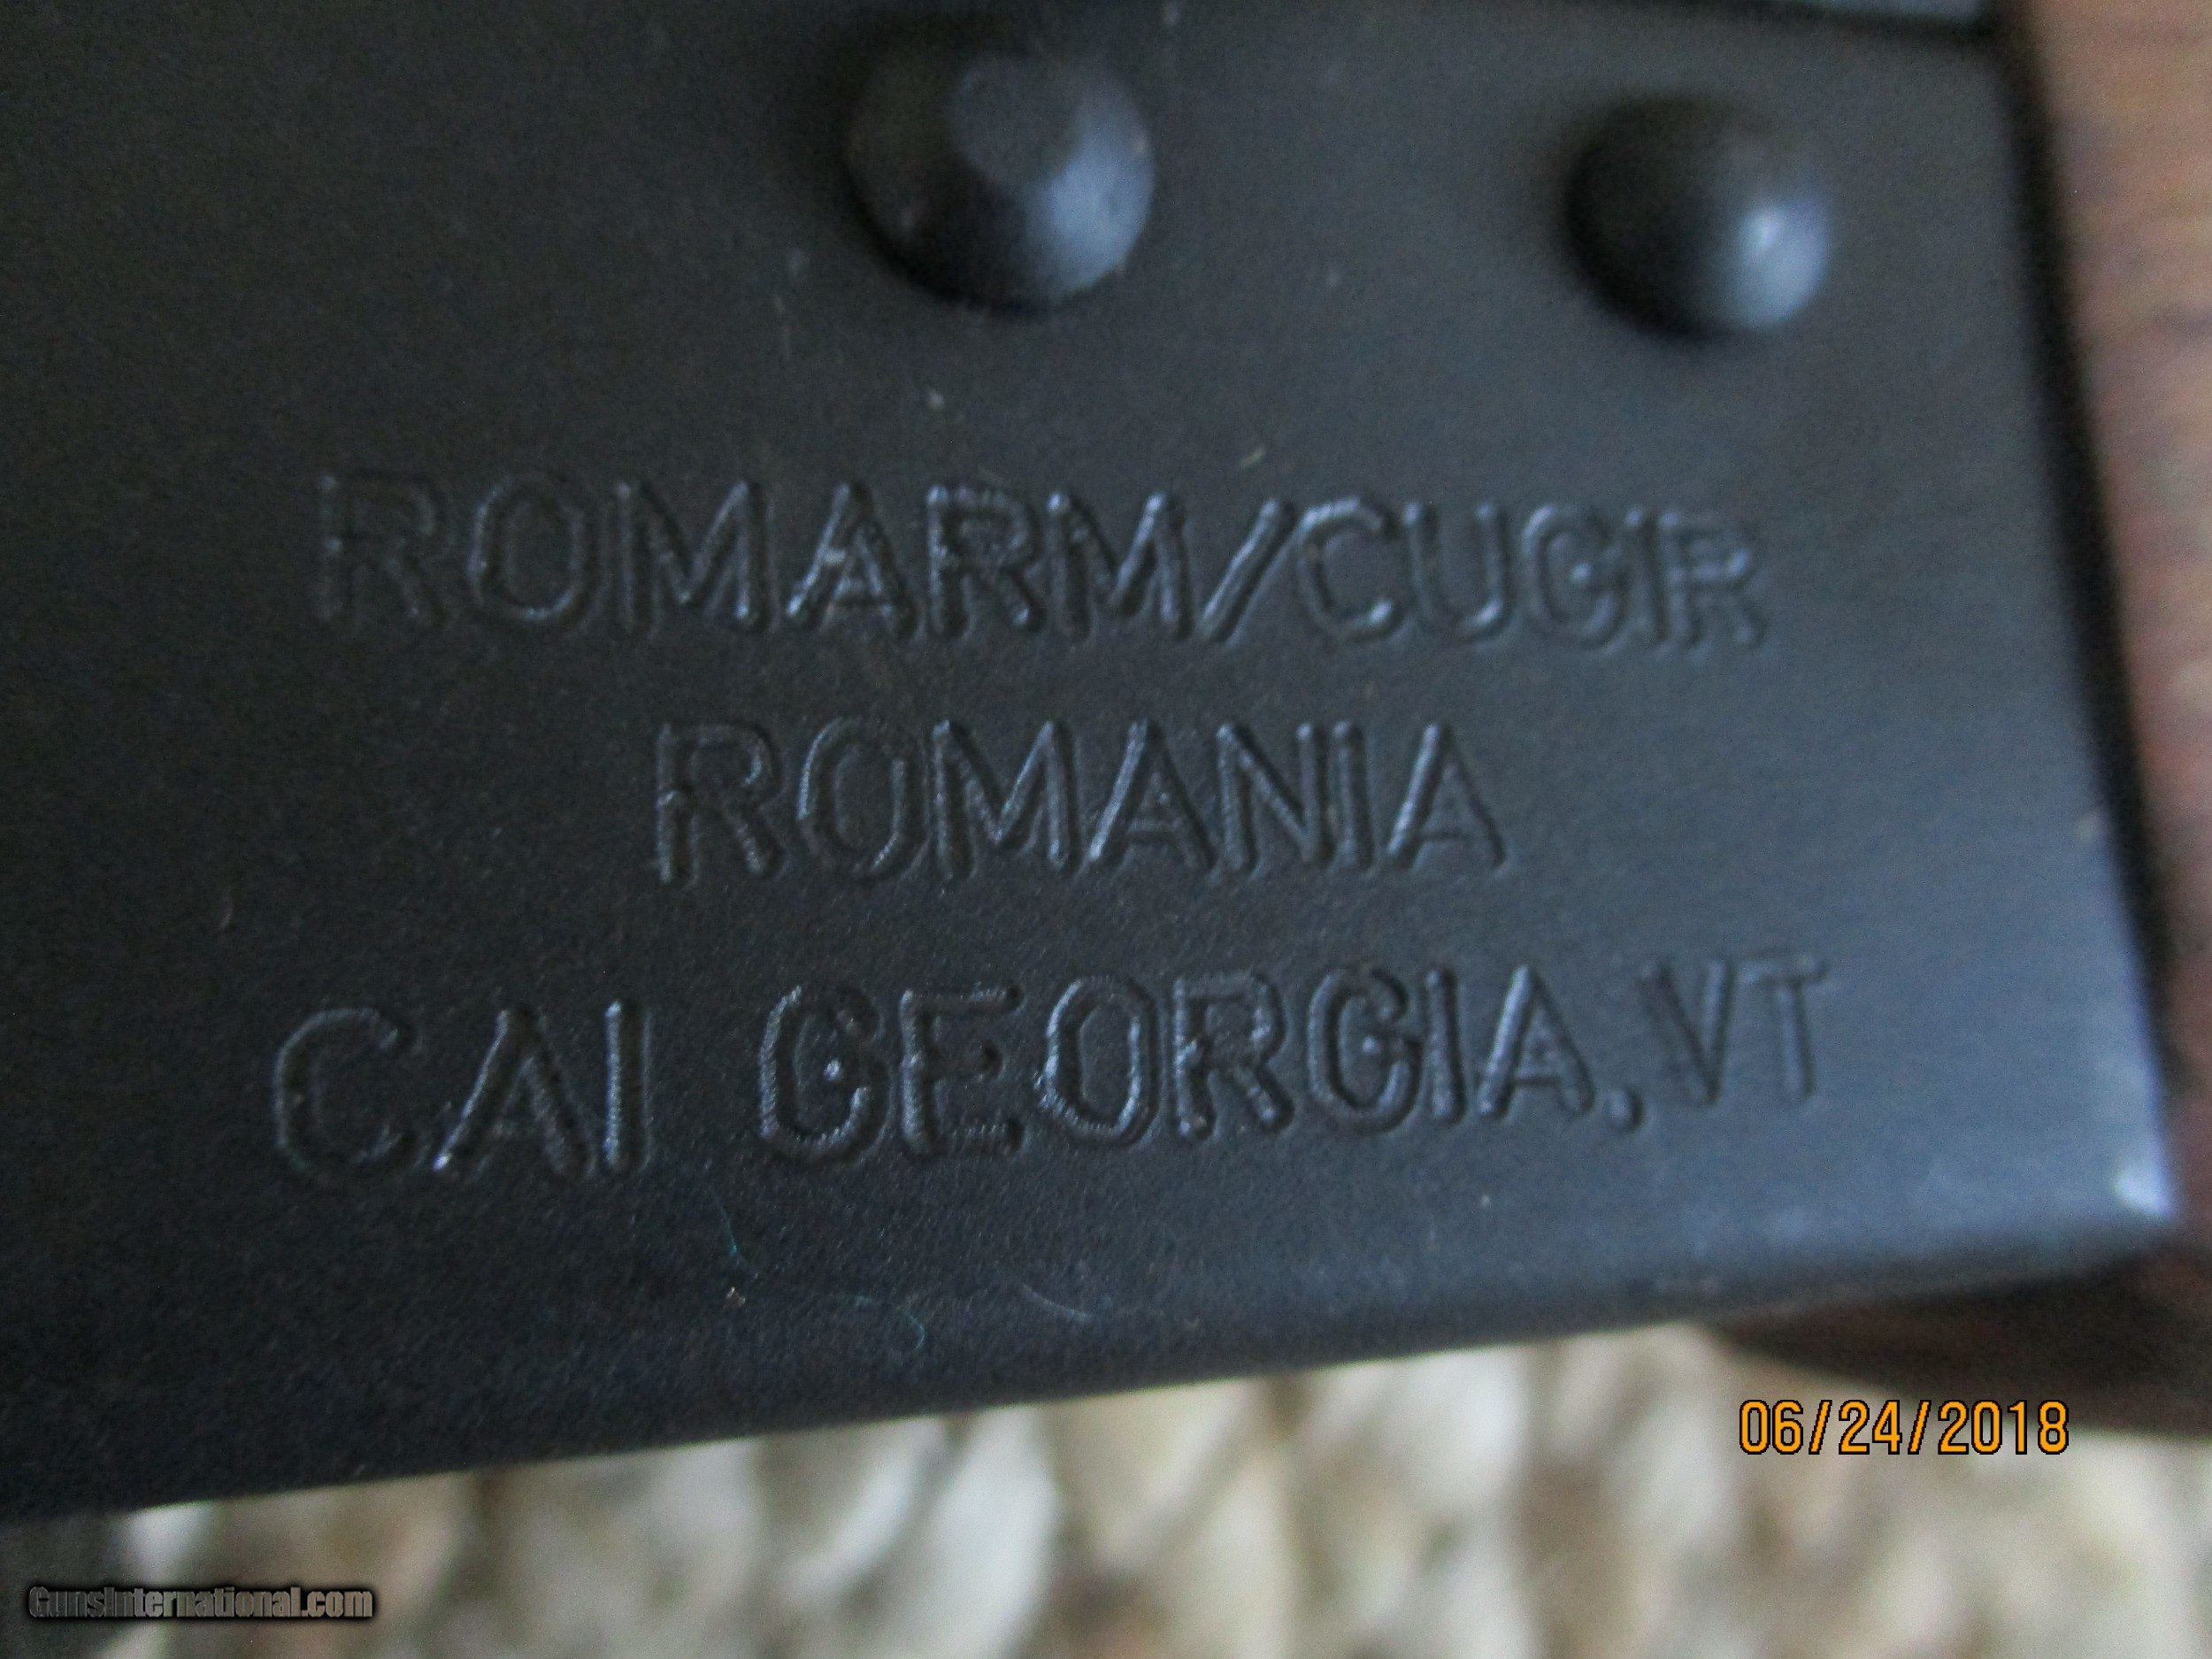 ROMARM/CUGIR
ROMANIA
CAI GEORGIA, VT
06/24/2018
GunsInternational.com